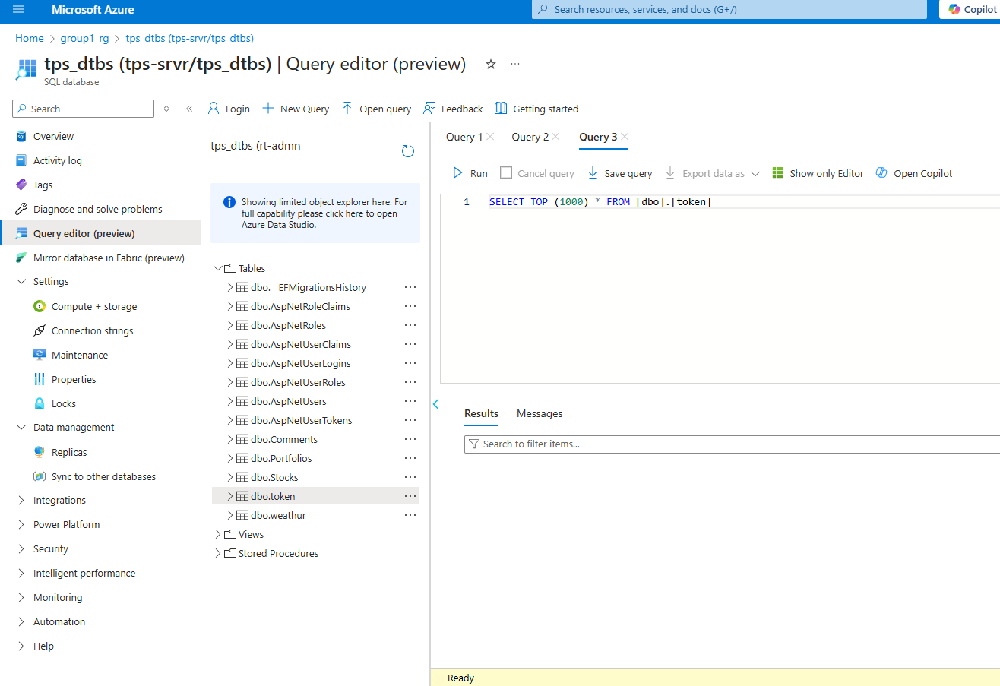 Microsoft Azure
Search resources, services, and docs (G+/)
Copilot
Home > group1_rg > tps_dtbs (tps-srvr/tps_dtbs)
tps_dtbs (tps-srvr/tps_dtbs) | Query editor (preview)
SQL database
Search
Login
New Query
Open query
Feedback
Getting started
Overview
Activity log
Tags
Diagnose and solve problems
Query editor (preview)
Mirror database in Fabric (preview)
Settings
Compute + storage
Connection strings
Maintenance
Properties
Locks
Data management
Replicas
Sync to other databases
Integrations
Power Platform
Security
Intelligent performance
Monitoring
Automation
Help
tps_dtbs (rt-admn
Showing limited object explorer here. For
full capability please click here to open
Azure Data Studio.
Tables
dbo.__EFMigrationsHistory
dbo.AspNetRoleClaims
dbo.AspNetRoles
dbo.AspNetUserClaims
dbo.AspNetUserLogins
dbo.AspNetUserRoles
dbo.AspNetUsers
dbo.AspNetUserTokens
dbo.Comments
dbo.Portfolios
dbo.Stocks
dbo.token
dbo.weathur
Views
Stored Procedures
Query 1
Query 2
Query 3
Run
Cancel query
Save query
Export data as
Show only Editor
Open Copilot
1 SELECT TOP (1000) * FROM [dbo].[token]
Results
Messages
Search to filter items...
Ready